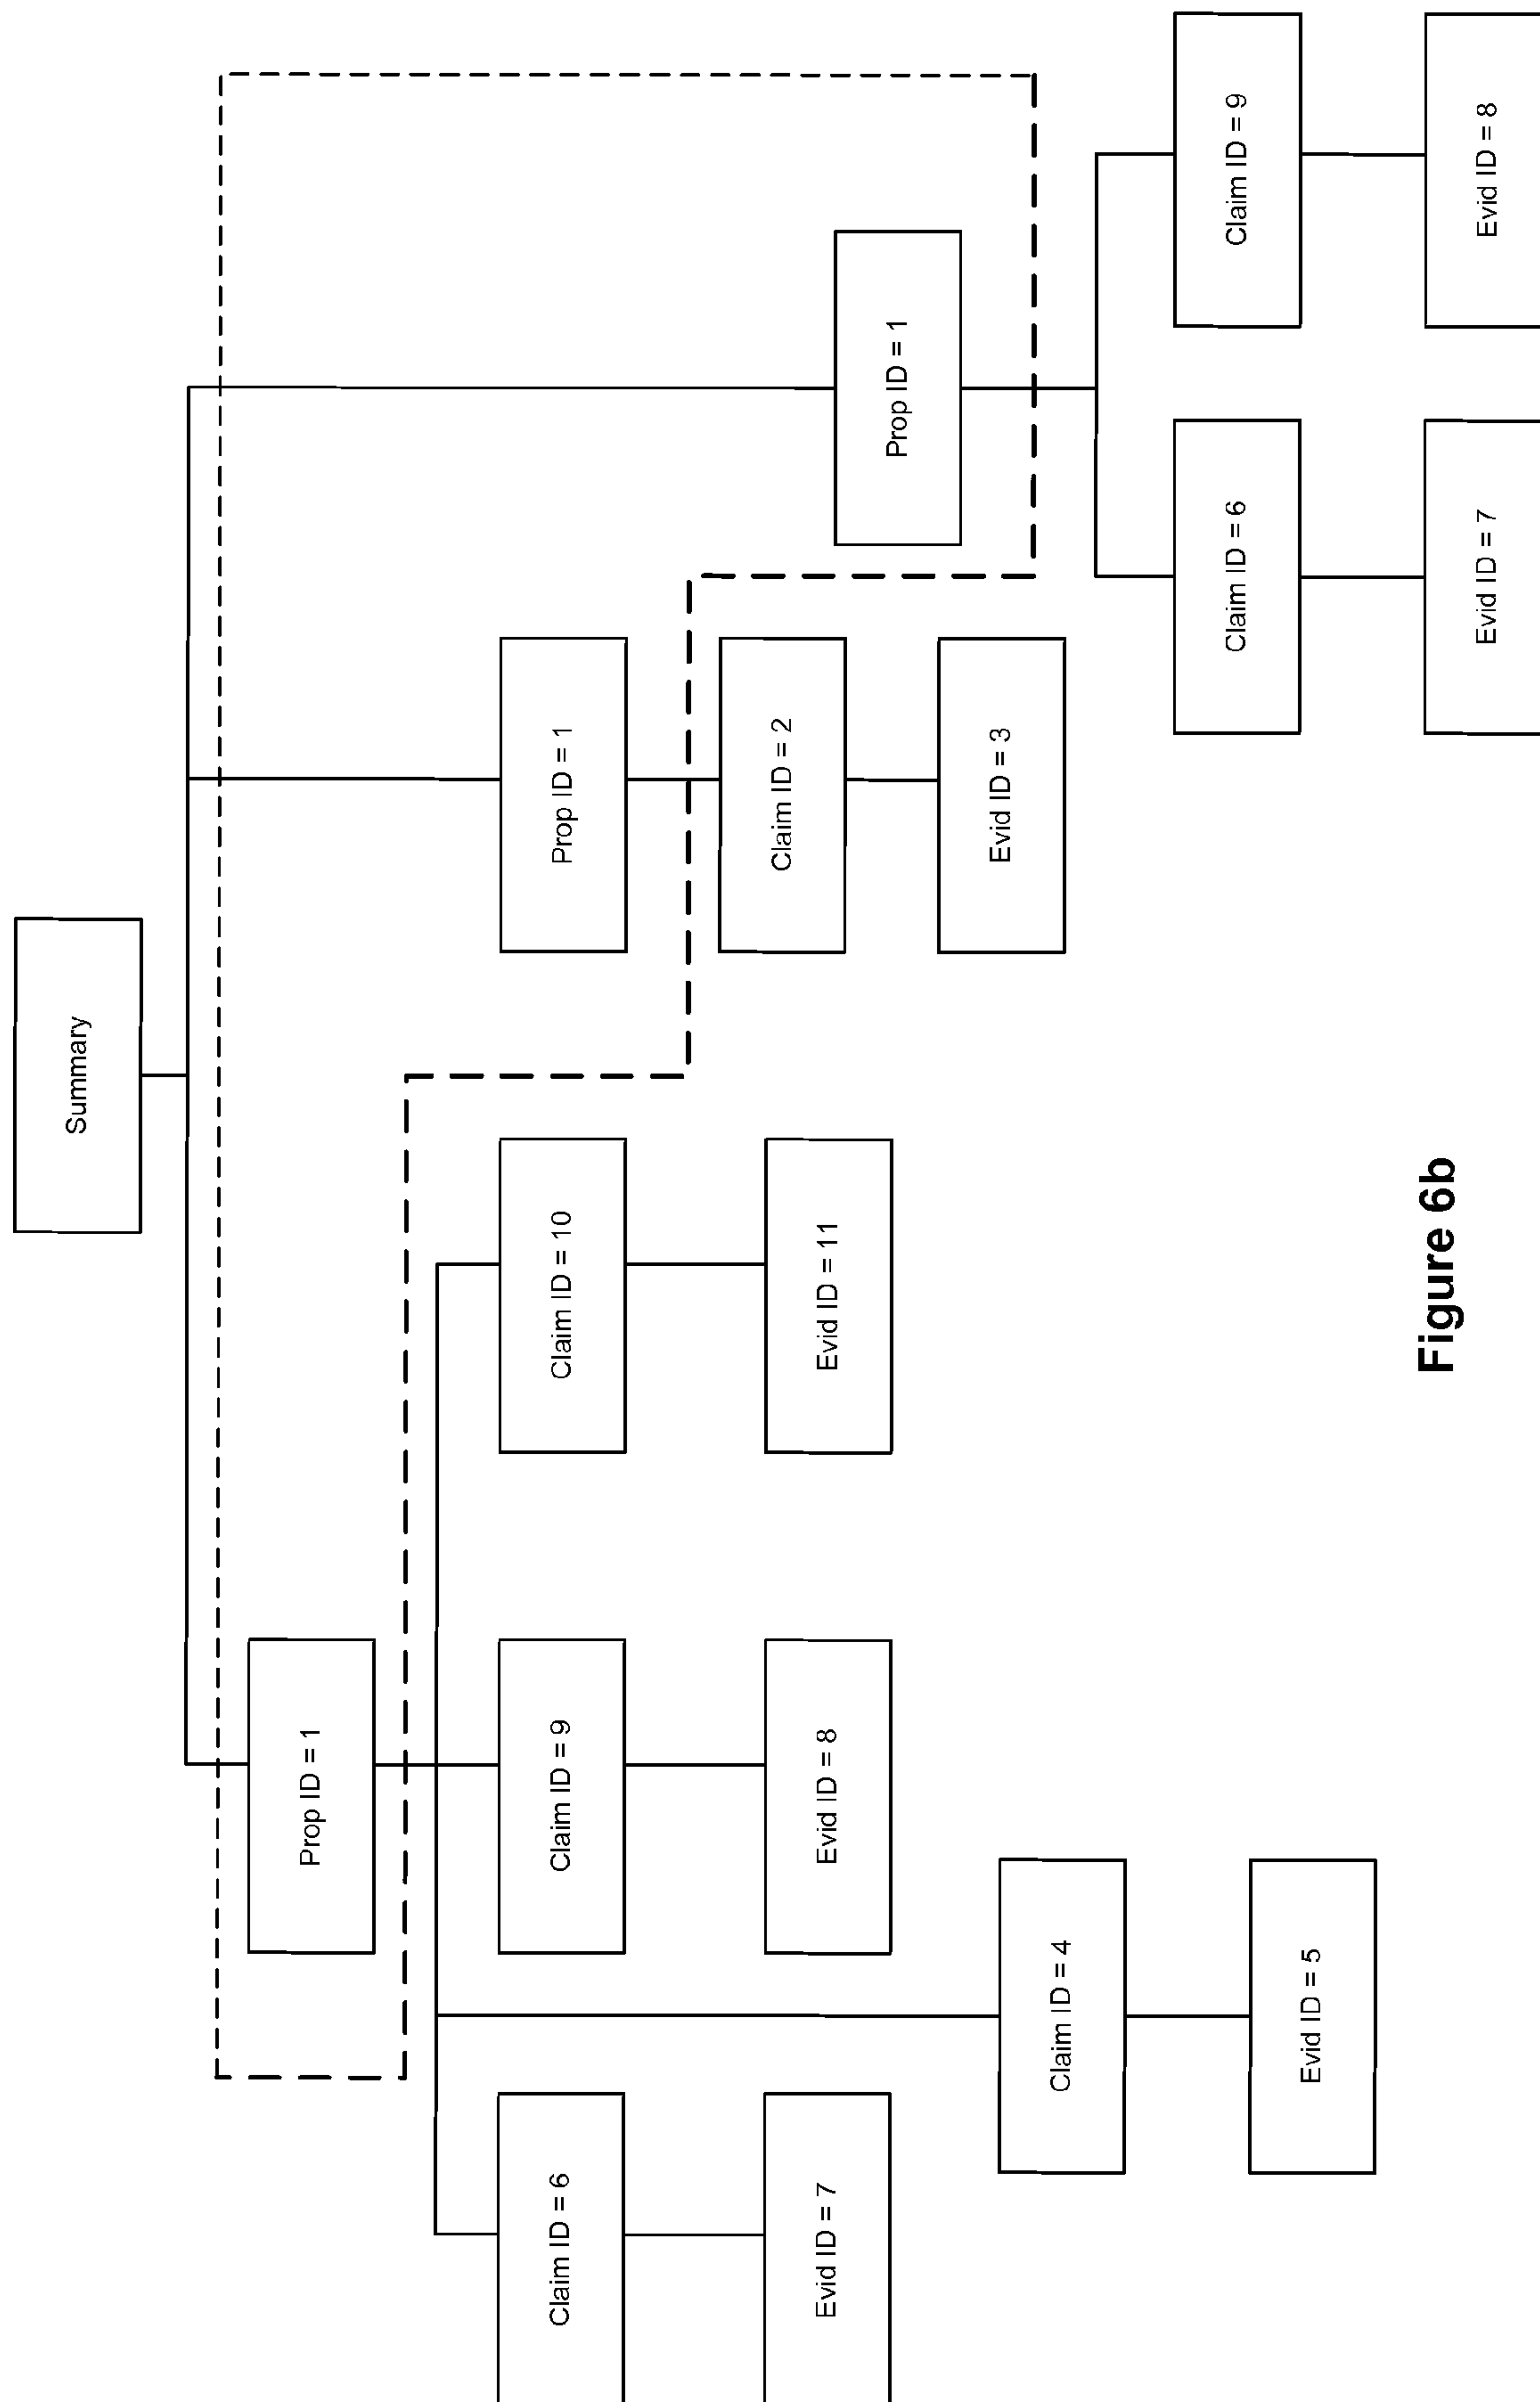 Summary
Prop ID = 1
Prop ID = 1
Prop ID = 1
Claim ID = 6
Claim ID = 9
Claim ID = 10
Claim ID = 2
Evid ID = 7
Evid ID = 8
Evid ID = 11
Evid ID = 3
Claim ID = 4
Evid ID = 5
Claim ID = 6
Claim ID = 9
Evid ID = 7
Evid ID = 8
Figure 6b